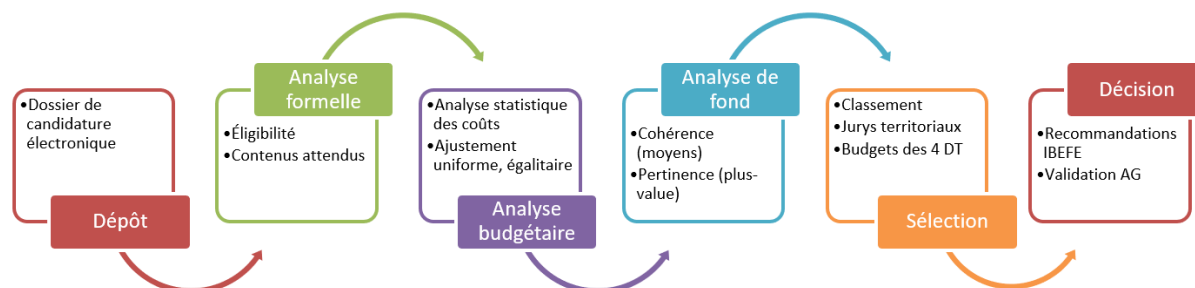 •Dossier de
candidature
électronique
Dépôt
Analyse
formelle
•Éligibilité
•Contenus attendus
•Analyse statistique
des coûts
•Ajustement
uniforme, égalitaire
Analyse
budgétaire
Analyse de
fond
•Cohérence
(moyens)
•Pertinence (plus-
value)
•Classement
•Jurys territoriaux
•Budgets des 4 DT
Sélection
Décision
•Recommandations
IBEFE
•Validation AG